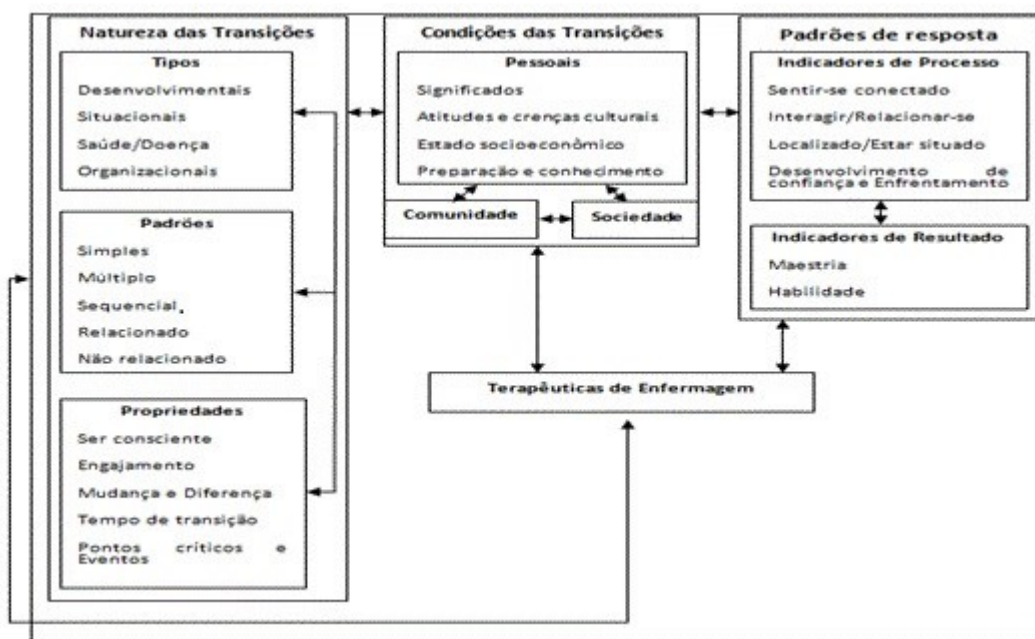 Natureza das Transições
Tipos
Desenvolvimentais
Situacionais
Saúde/Doença
Organizacionais
Padrões
Simples
Múltiplo
Sequencial
Relacionado
Não relacionado
Propriedades
Ser consciente
Engajamento
Mudança e Diferença
Tempo de transição
Pontos críticos e
Eventos
Condições das Transições
Pessoais
Significados
Atitudes e crenças culturais
Estado socioeconômico
Preparação e conhecimento
Comunidade
Sociedade
Padrões de resposta
Indicadores de Processo
Sentir-se conectado
Interagir/Relacionar-se
Localizado/Estar situado
Desenvolvimento de
confiança e Enfrentamento
Indicadores de Resultado
Maestria
Habilidade
Terapêuticas de Enfermagem